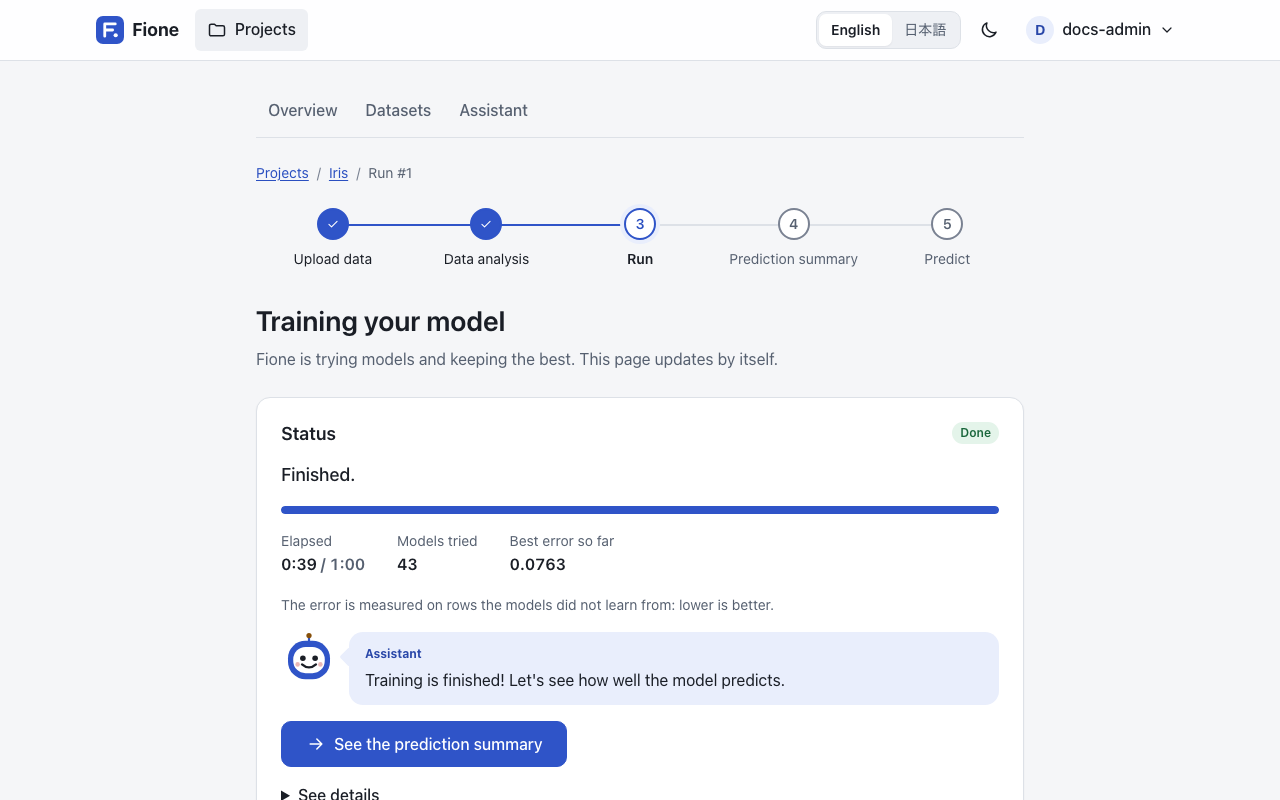 F. Fione
Projects
English
日本語
D docs-admin
Overview Datasets Assistant
Projects / Iris / Run #1
3 4 5
Upload data Data analysis Run Prediction summary Predict
Training your model
Fione is trying models and keeping the best. This page updates by itself.
Status Done
Finished.
Elapsed Models tried Best error so far
0:39 / 1:00 43 0.0763
The error is measured on rows the models did not learn from: lower is better.
Assistant
Training is finished! Let's see how well the model predicts.
See the prediction summary
See details